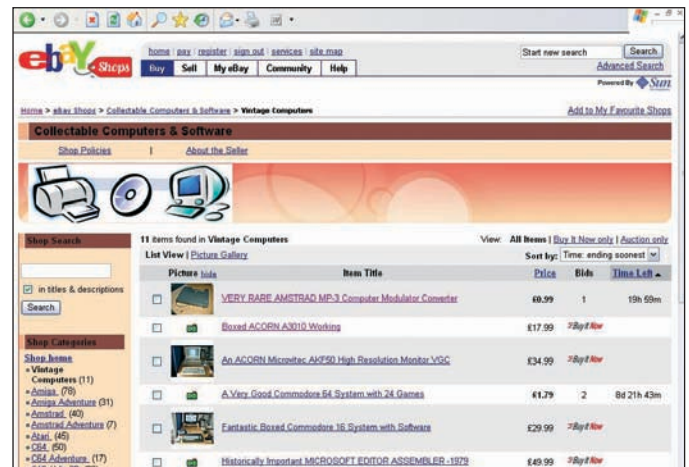 ebay Shops
home | pay | register | sign out | services | site map
Start new search Search
Buy Sell My eBay Community Help
Advanced Search
Powered By Sun
Home > eBay Shops > Collectable Computers & Software > Vintage Computers
Add to My Favourite Shops
Collectable Computers & Software
Shop Policies | About the Seller
Shop Search
in titles & descriptions
Search
Shop Categories
Shop home
Vintage Computers (11)
Amiga (78)
Amiga Adventure (31)
Amstrad (40)
Amstrad Adventure (7)
Atari (45)
C64 (50)
C64 Adventure (17)
11 items found in Vintage Computers
View: All Items | Buy It Now only | Auction only
List View | Picture Gallery
Sort by: Time: ending soonest
Picture hide Item Title Price Bids Time Left
VERY RARE AMSTRAD MP-3 Computer Modulator Converter £0.99 1 19h 59m
Boxed ACORN A3010 Working £17.99 Buy It Now
An ACORN Microvitec AKF50 High Resolution Monitor VGC £34.99 Buy It Now
A Very Good Commodore 64 System with 24 Games £1.79 2 8d 21h 43m
Fantastic Boxed Commodore 16 System with Software £29.99 Buy It Now
Historically Important MICROSOFT EDITOR ASSEMBLER -1979 £49.99 Buy It Now